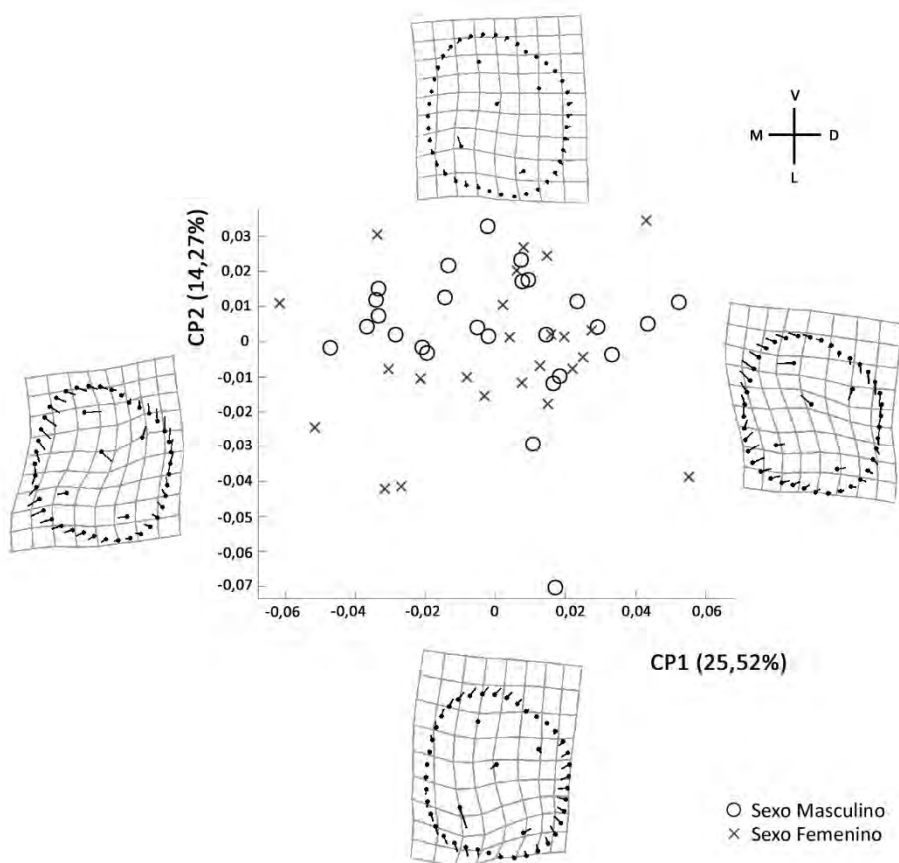 V
M D
L
CP2 (14,27%)
0,03
0,02
0,01
0
-0,01
-0,02
-0,03
-0,04
-0,05
-0,06
-0,07
-0,06 -0,04 -0,02 0 0,02 0,04 0,06
CP1 (25,52%)
Sexo Masculino
Sexo Femenino